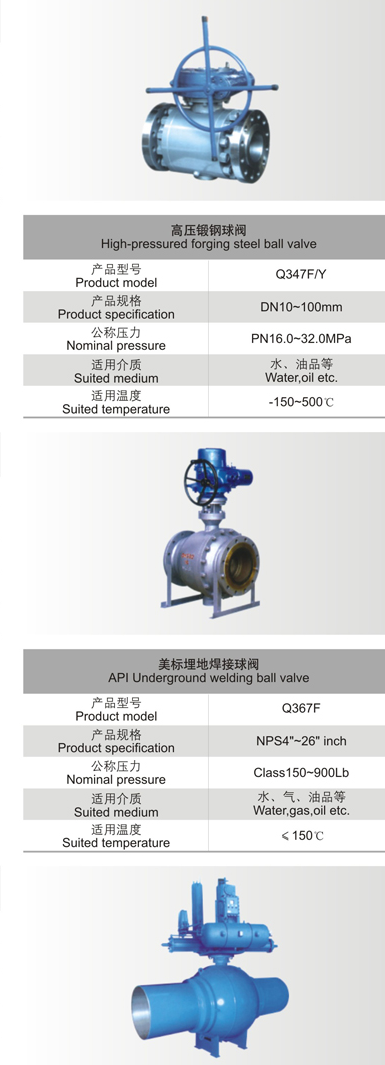 高压锻钢球阀
High-pressured forging steel ball valve
产品型号
Product model
Q347F/Y
产品规格
Product specification
DN10~100mm
公称压力
Nominal pressure
PN16.0~32.0MPa
适用介质
Suited medium
水、油品等
Water,oil etc.
适用温度
Suited temperature
-150~500℃
美标埋地焊接球阀
API Underground welding ball valve
产品型号
Product model
Q367F
产品规格
Product specification
NPS4"~26" inch
公称压力
Nominal pressure
Class150~900Lb
适用介质
Suited medium
水、气、油品等
Water,gas,oil etc.
适用温度
Suited temperature
≤150℃